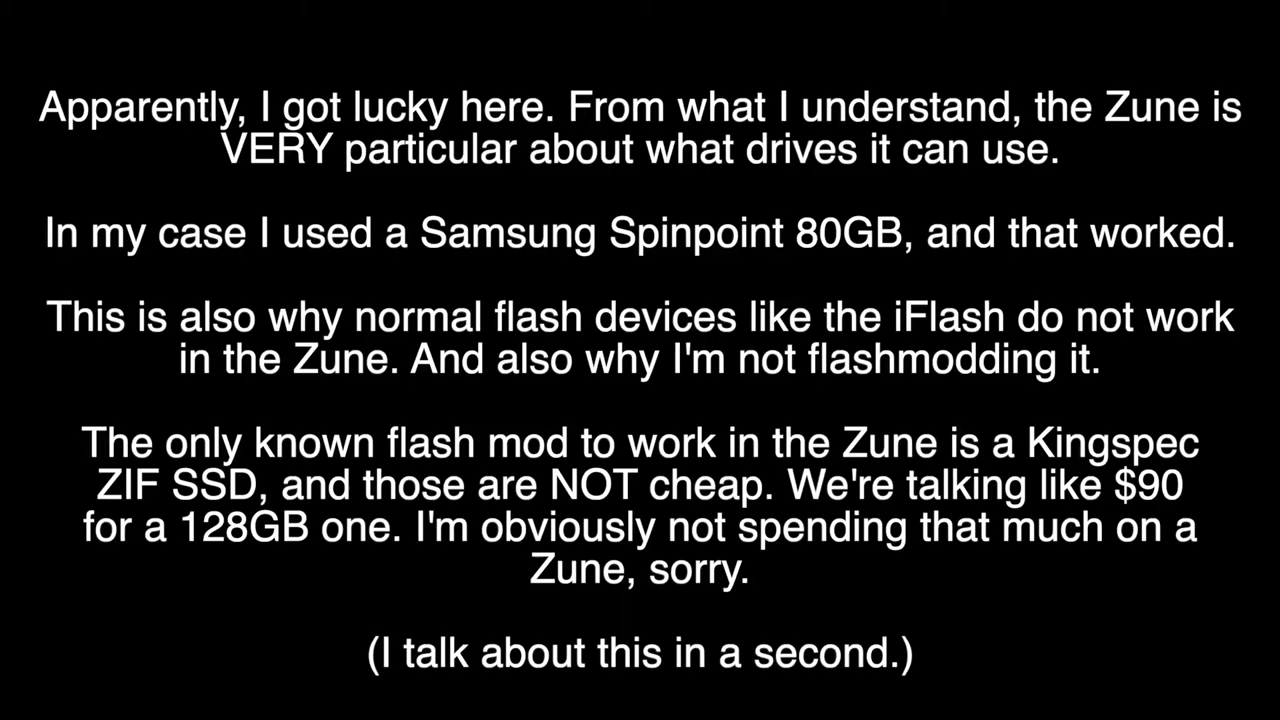 Apparently, I got lucky here. From what I understand, the Zune is
VERY particular about what drives it can use.
In my case I used a Samsung Spinpoint 80GB, and that worked.
This is also why normal flash devices like the iFlash do not work
in the Zune. And also why I'm not flashmodding it.
The only known flash mod to work in the Zune is a Kingspec
ZIF SSD, and those are NOT cheap. We're talking like $90
for a 128GB one. I'm obviously not spending that much on a
Zune, sorry.
(I talk about this in a second.)